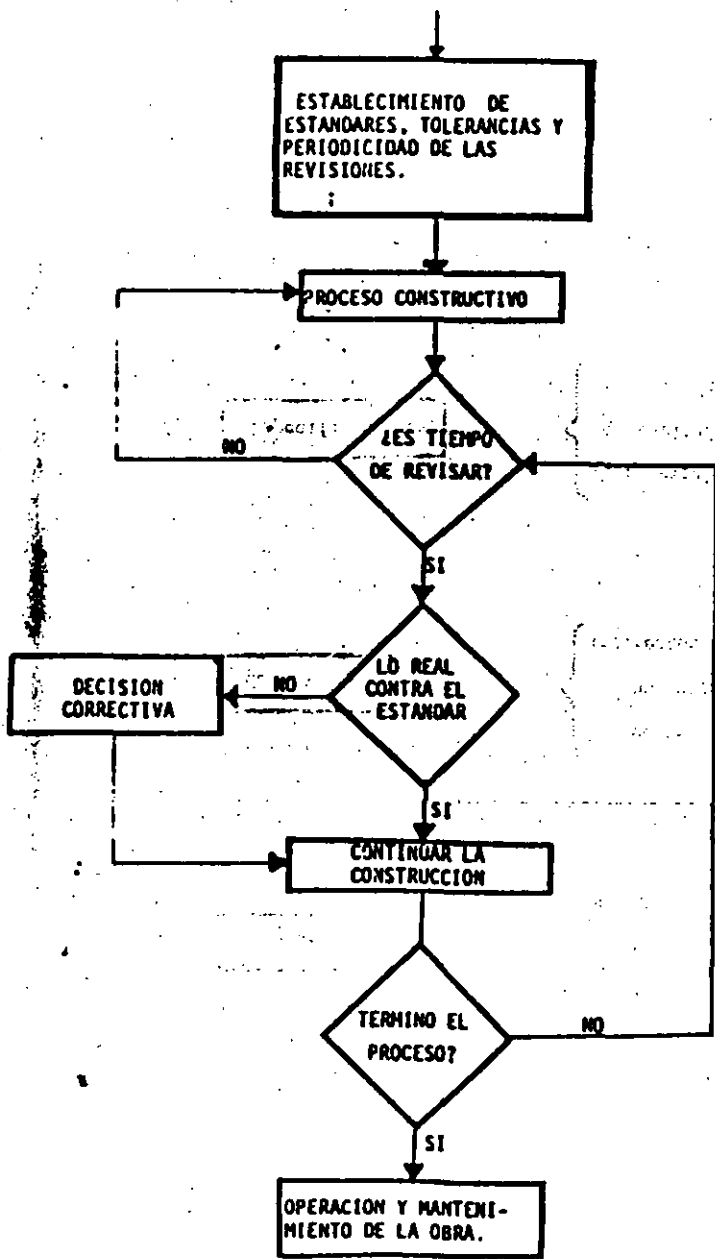 ESTABLECIMIENTO DE
ESTANDARES, TOLERANCIAS Y
PERIODICIDAD DE LAS
REVISIONES.
PROCESO CONSTRUCTIVO
¿ES TIEMPO
DE REVISAR?
NO
SI
LO REAL
CONTRA EL
ESTANDAR
NO
DECISION
CORRECTIVA
SI
CONTINUAR LA
CONSTRUCCION
TERMINO EL
PROCESO?
NO
SI
OPERACION Y MANTENI-
MIENTO DE LA OBRA.